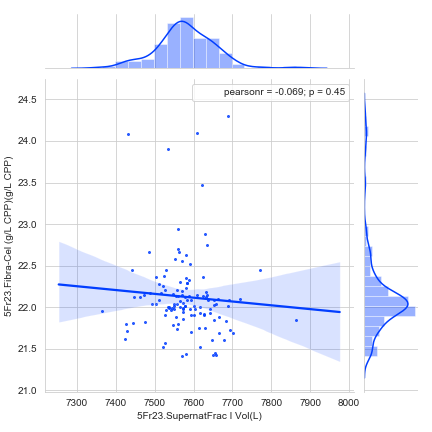 pearsonr = -0.069; p = 0.45
24.5
24.0
23.5
23.0
22.5
22.0
21.5
21.0
5Fr23.Fibra-Cel (g/L CPP)(g/L CPP)
7300 7400 7500 7600 7700 7800 7900 8000
5Fr23.SupernatFrac I Vol(L)